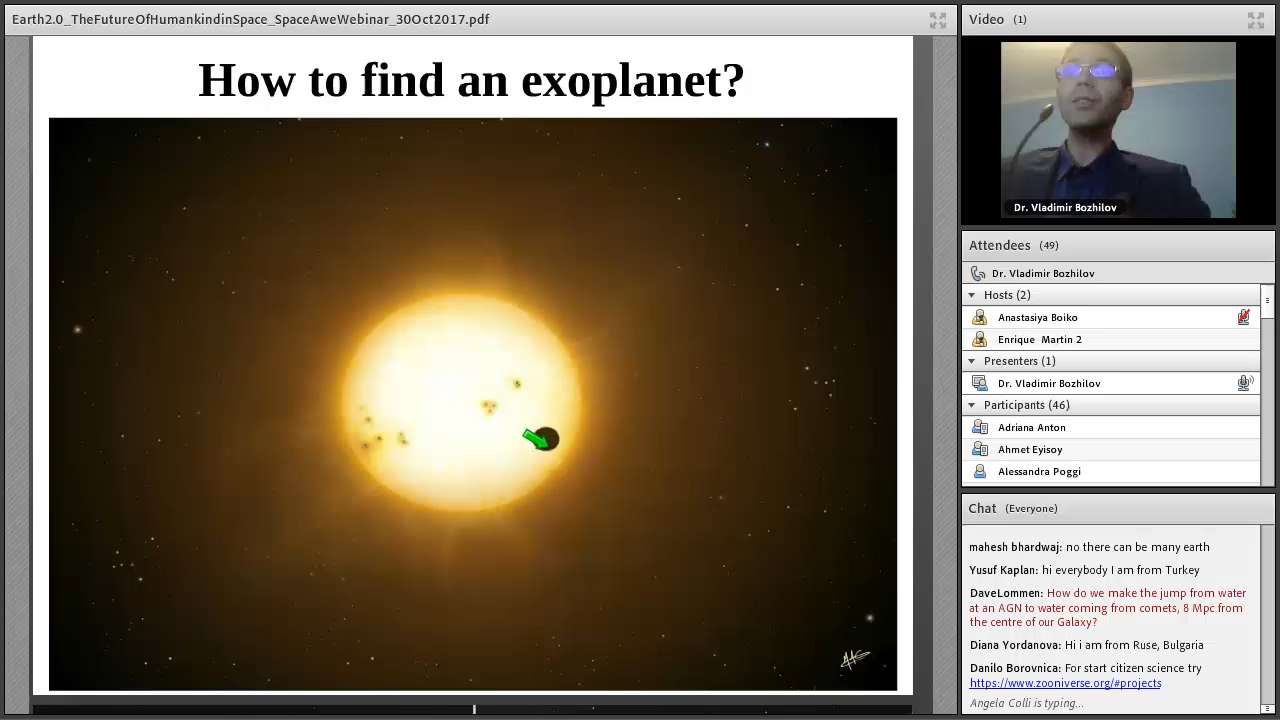 Earth2.0_TheFutureOfHumankindinSpace_SpaceAweWebinar_30Oct2017.pdf
How to find an exoplanet?
Video (1)
Dr. Vladimir Bozhilov
Attendees (49)
Dr. Vladimir Bozhilov
Hosts (2)
Anastasiya Boiko
Enrique Martin 2
Presenters (1)
Dr. Vladimir Bozhilov
Participants (46)
Adriana Anton
Ahmet Eyisoy
Alessandra Poggi
Chat (Everyone)
mahesh bhardwaj: no there can be many earth
Yusuf Kaplan: hi everybody I am from Turkey
DaveLommen: How do we make the jump from water
at an AGN to water coming from comets, 8 Mpc from
the centre of our Galaxy?
Diana Yordanova: Hi i am from Ruse, Bulgaria
Danilo Borovnica: For start citizen science try
https://www.zooniverse.org/#projects
Angela Colli is typing...